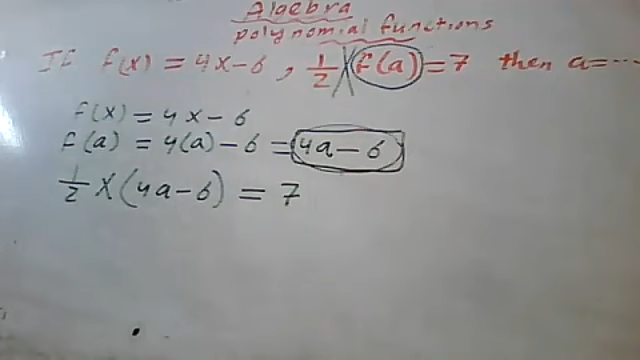 Algebra
polynomial functions
If f(x) = 4x-6 , 1/2 × f(a) = 7 then a=...
f(x) = 4x-6
f(a) = 4(a)-6 = 4a-6
1/2 × (4a-6) = 7